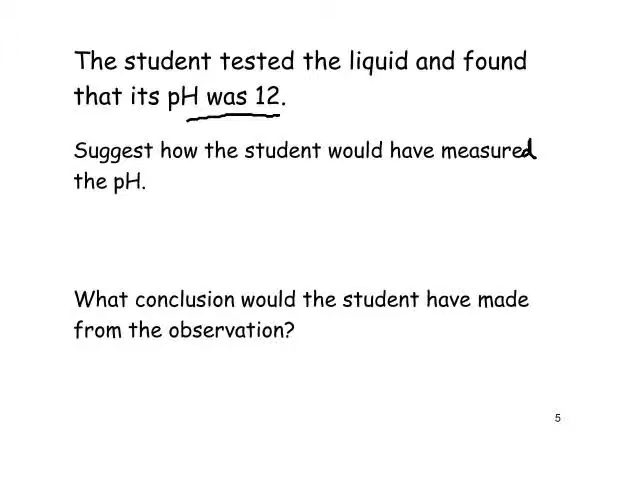 The student tested the liquid and found
that its pH was 12.
Suggest how the student would have measured
the pH.
What conclusion would the student have made
from the observation?
5